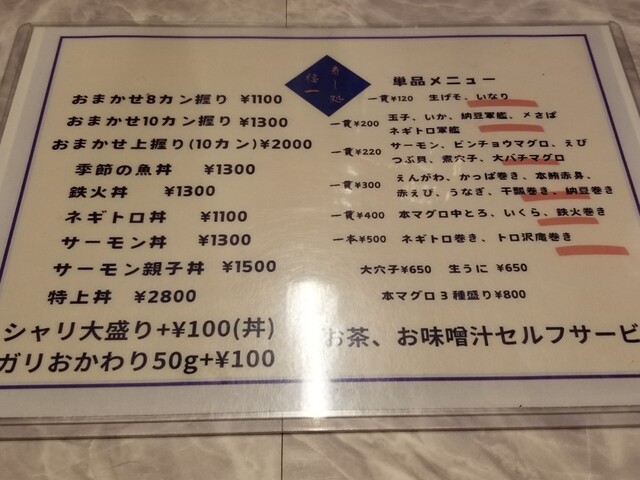 寿し処
悟一
おまかせ8カン握り ¥1100
おまかせ10カン握り ¥1300
おまかせ上握り(10カン)¥2000
季節の魚丼 ¥1300
鉄火丼 ¥1300
ネギトロ丼 ¥1100
サーモン丼 ¥1300
サーモン親子丼 ¥1500
特上丼 ¥2800
シャリ大盛り+¥100(丼)
ガリおかわり50g+¥100
単品メニュー
一貫¥120 生げそ、いなり
一貫¥200 玉子、いか、納豆軍艦、〆さば
ネギトロ軍艦
一貫¥220 サーモン、ビンチョウマグロ、えび
つぶ貝、煮穴子、大バチマグロ
一貫¥300 えんがわ、かっぱ巻き、本鮪赤身、
赤えび、うなぎ、干瓢巻き、納豆巻き
一貫¥400 本マグロ中とろ、いくら、鉄火巻き
一本¥500 ネギトロ巻き、トロ沢庵巻き
大穴子¥650 生うに ¥650
本マグロ3種盛り¥800
お茶、お味噌汁セルフサービ